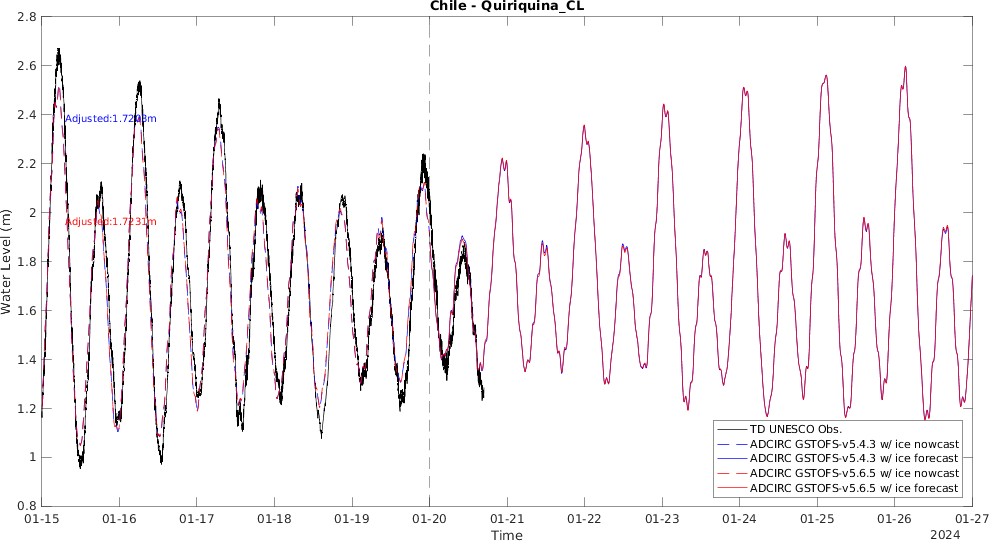 Chile - Quiriquina_CL
2.8
2.6
2.4
2.2
2
1.8
1.6
1.4
1.2
1
0.8
Water Level (m)
Adjusted:1.7203m
Adjusted:1.7231m
TD UNESCO Obs.
ADCIRC GSTOFS-v5.4.3 w/ ice nowcast
ADCIRC GSTOFS-v5.4.3 w/ ice forecast
ADCIRC GSTOFS-v5.6.5 w/ ice nowcast
ADCIRC GSTOFS-v5.6.5 w/ ice forecast
01-15 01-16 01-17 01-18 01-19 01-20 01-21 01-22 01-23 01-24 01-25 01-26 01-27
Time
2024